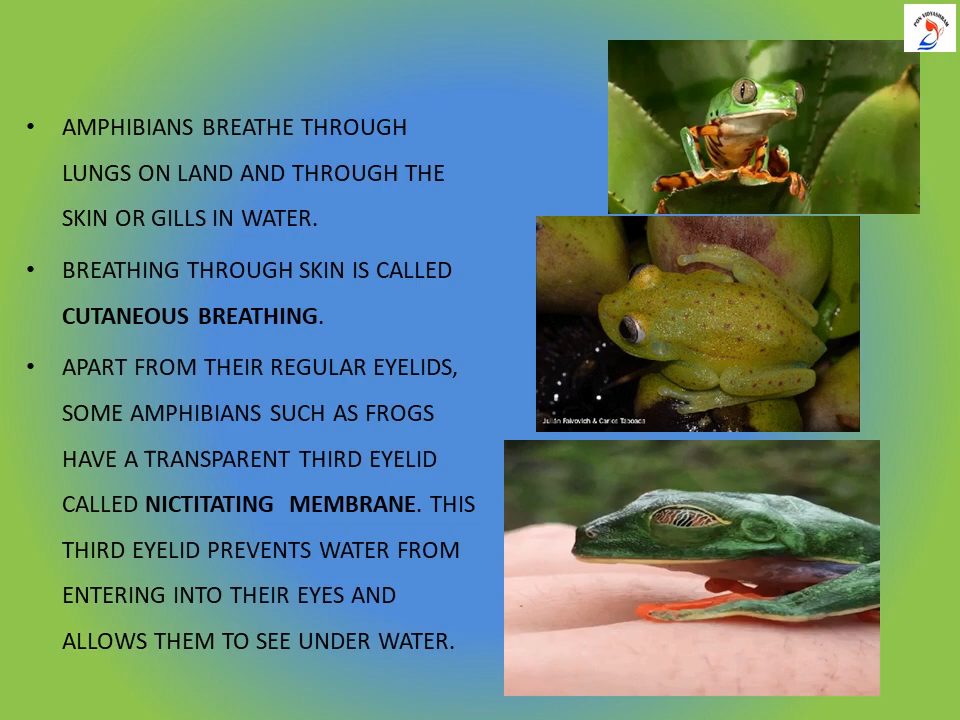 • AMPHIBIANS BREATHE THROUGH
LUNGS ON LAND AND THROUGH THE
SKIN OR GILLS IN WATER.
• BREATHING THROUGH SKIN IS CALLED
CUTANEOUS BREATHING.
• APART FROM THEIR REGULAR EYELIDS,
SOME AMPHIBIANS SUCH AS FROGS
HAVE A TRANSPARENT THIRD EYELID
CALLED NICTITATING MEMBRANE. THIS
THIRD EYELID PREVENTS WATER FROM
ENTERING INTO THEIR EYES AND
ALLOWS THEM TO SEE UNDER WATER.
PON VIDYASHRAM
Julián Faivovich & Carlos Taboada